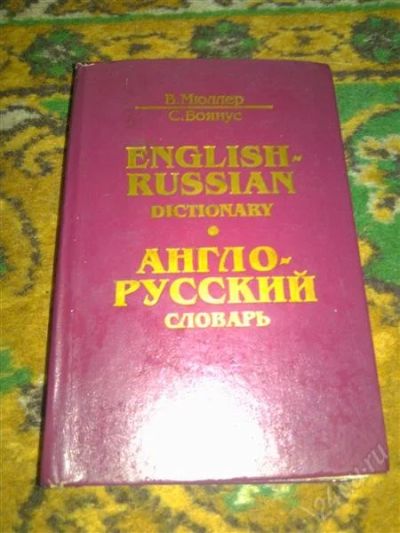 В. Мюллер
С. Боянус
ENGLISH-
RUSSIAN
DICTIONARY
АНГЛО-
РУССКИЙ
СЛОВАРЬ